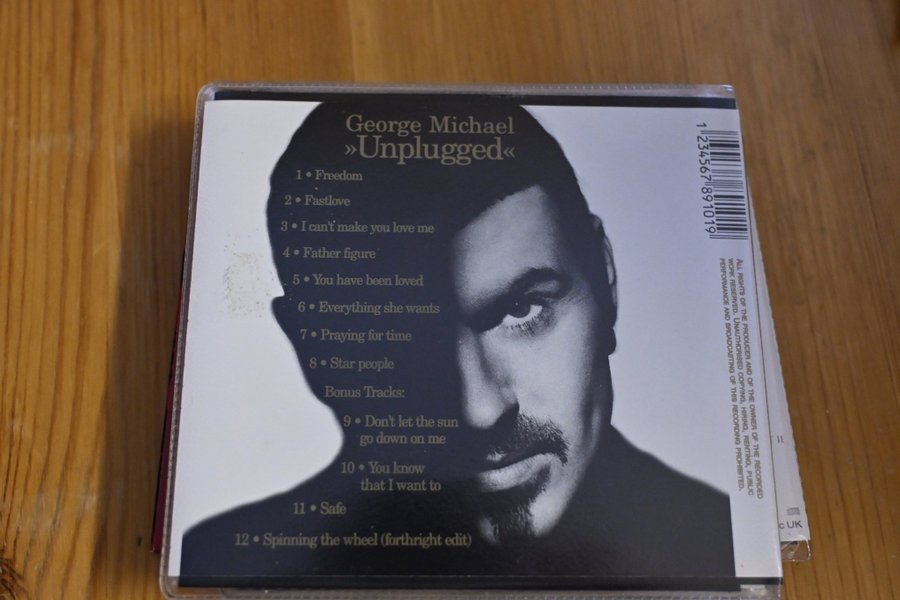 George Michael
»Unplugged«
1 • Freedom
2 • Fastlove
3 • I can't make you love me
4 • Father figure
5 • You have been loved
6 • Everything she wants
7 • Praying for time
8 • Star people
Bonus Tracks:
9 • Don't let the sun
go down on me
10 • You know
that I want to
11 • Safe
12 • Spinning the wheel (forthright edit)
1 234567 891019
ALL RIGHTS OF THE PRODUCER AND OF THE OWNER OF THE RECORDED
WORK RESERVED. UNAUTHORISED COPYING, HIRING, RENTING, PUBLIC
PERFORMANCE AND BROADCASTING OF THIS RECORDING PROHIBITED.
UK